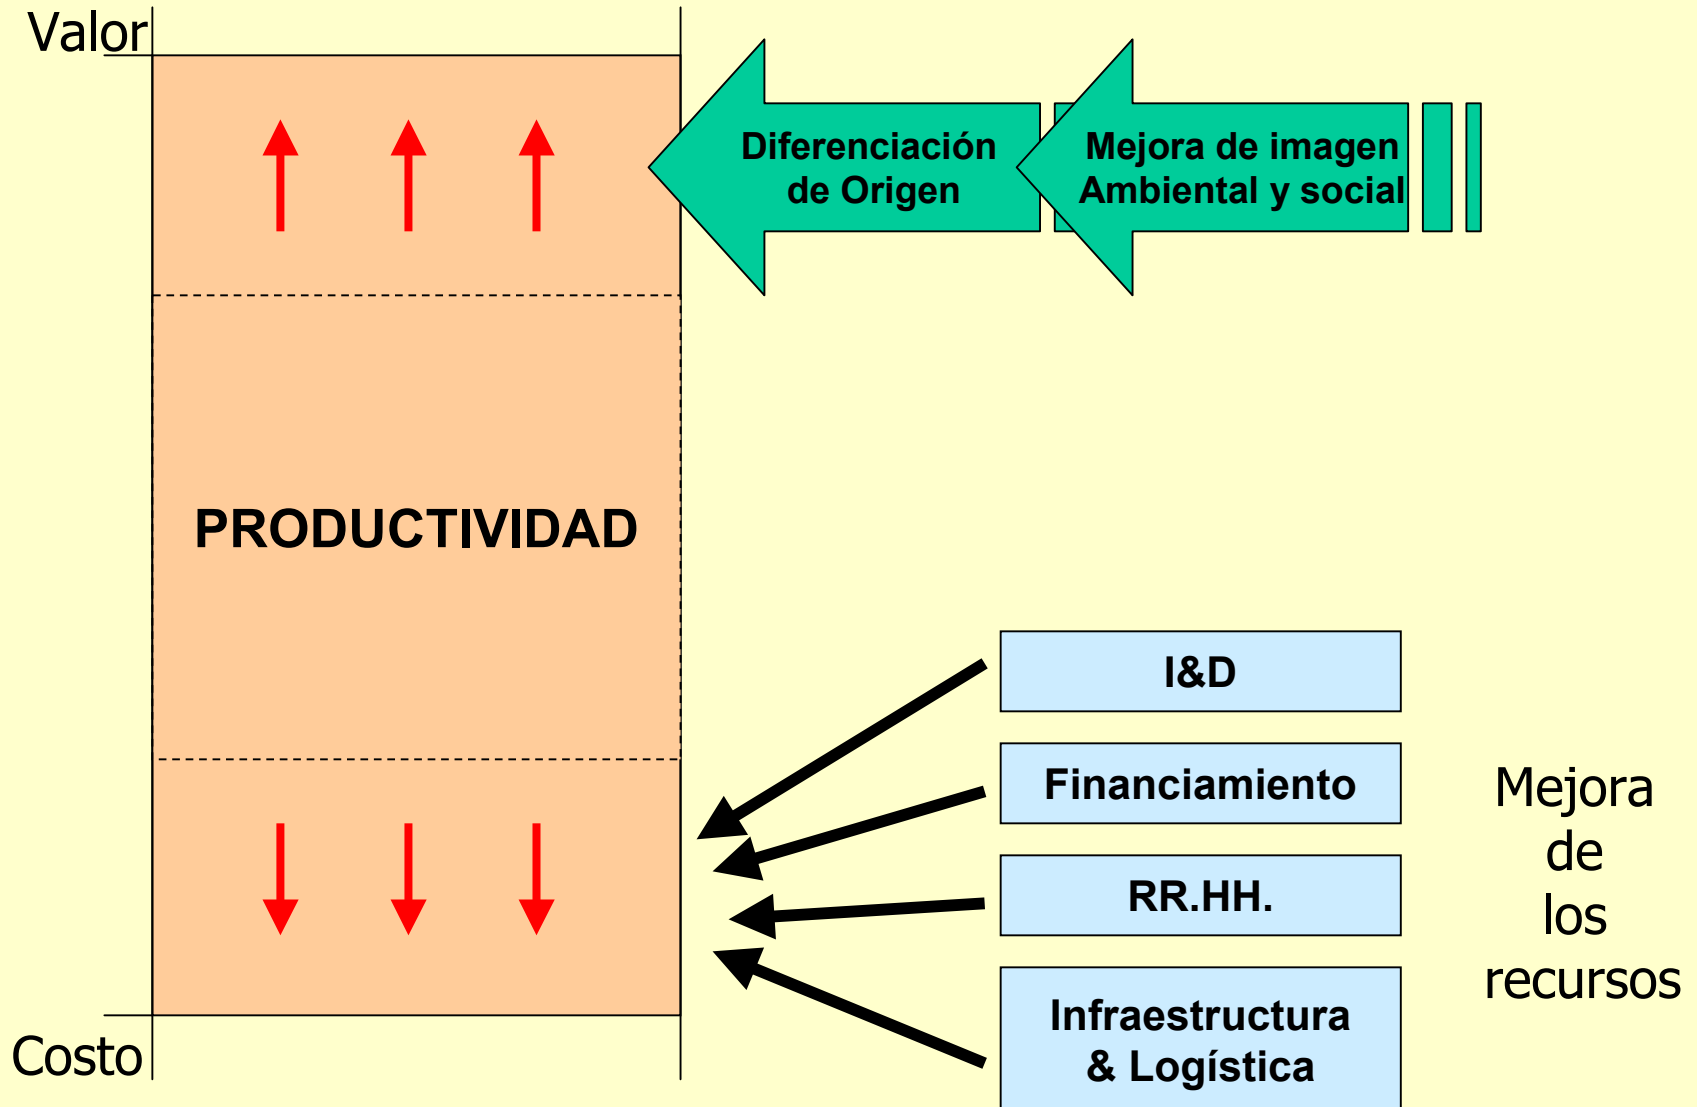 Valor
Diferenciación
de Origen
Mejora de imagen
Ambiental y social
PRODUCTIVIDAD
I&D
Financiamiento
RR.HH.
Infraestructura
& Logística
Mejora
de
los
recursos
Costo